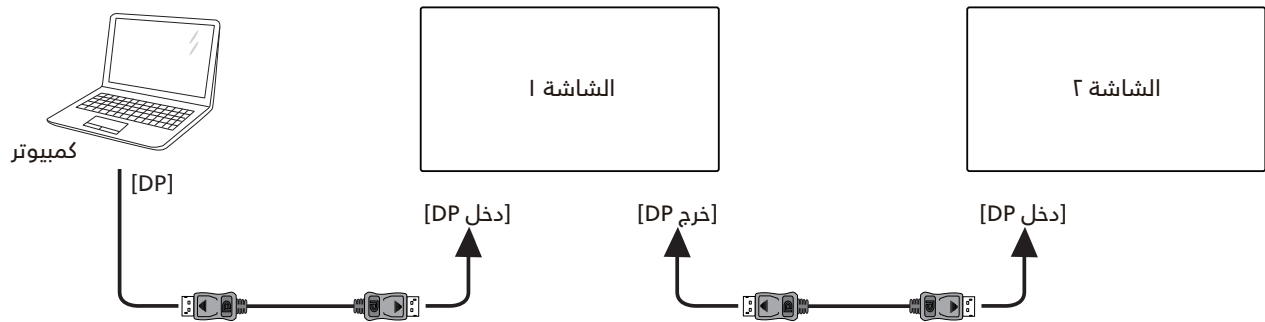 الشاشة ١
الشاشة ٢
كمبيوتر
[DP]
[دخل DP]
[خرج DP]
[دخل DP]